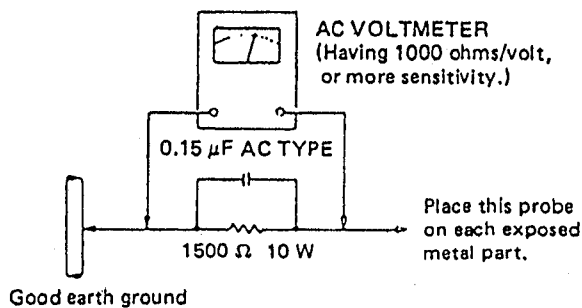 AC VOLTMETER
(Having 1000 ohms/volt,
or more sensitivity.)
0.15 µF AC TYPE
1500 Ω 10 W
Place this probe
on each exposed
metal part.
Good earth ground